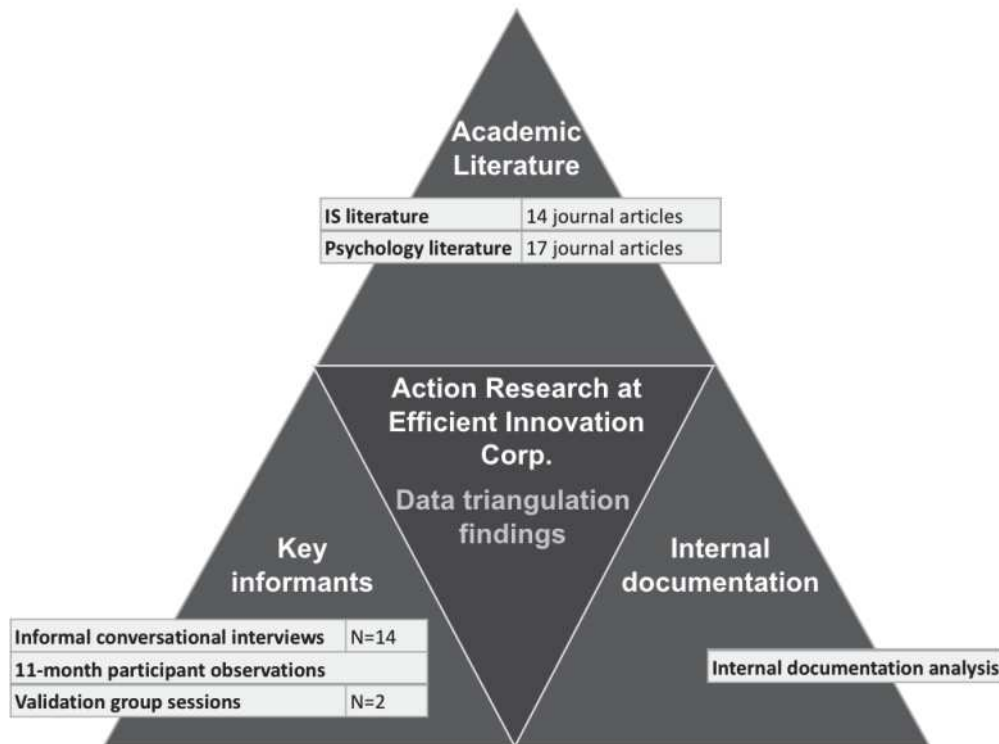 Academic
Literature
IS literature 14 journal articles
Psychology literature 17 journal articles
Action Research at
Efficient Innovation
Corp.
Data triangulation
findings
Key
informants
Informal conversational interviews N=14
11-month participant observations
Validation group sessions N=2
Internal
documentation
Internal documentation analysis